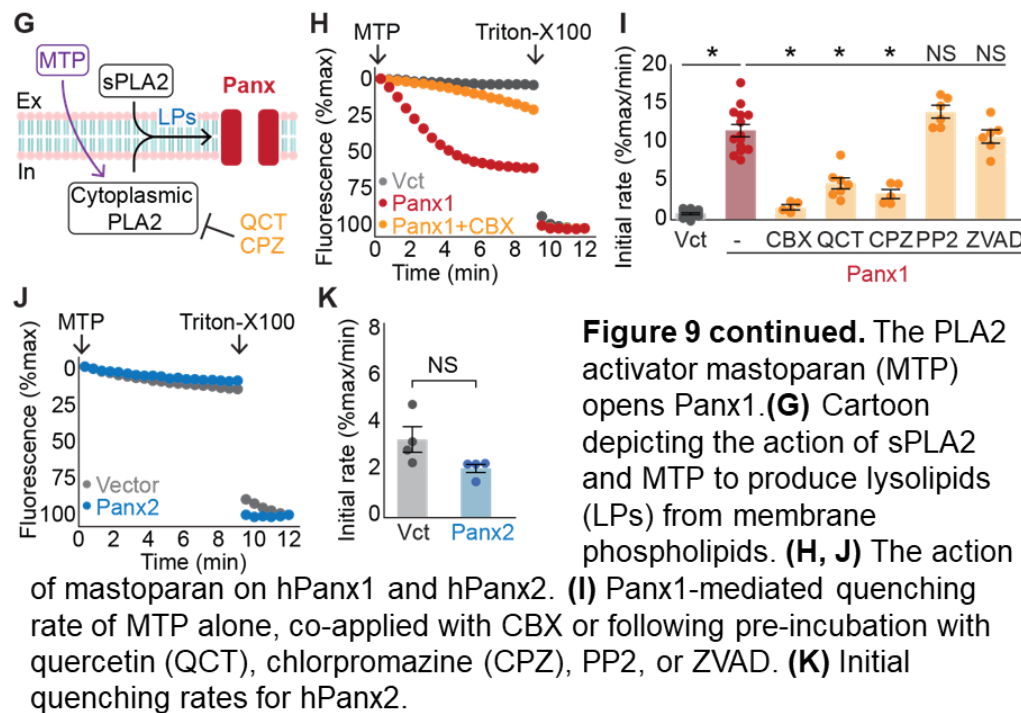 G
MTP
sPLA2
Panx
Ex
LPs
In
Cytoplasmic
PLA2
QCT
CPZ
H
MTP
Triton-X100
Fluorescence (%max)
0
25
50
75
100
Vct
Panx1
Panx1+CBX
0 2 4 6 8 10 12
Time (min)
I
* * * * NS NS
Initial rate (%max/min)
20
15
10
5
0
Vct - CBX QCT CPZ PP2 ZVAD
Panx1
J
MTP
Triton-X100
Fluorescence (%max)
0
25
50
75
100
Vector
Panx2
0 2 4 6 8 10 12
Time (min)
K
Initial rate (%max/min)
8
6
4
2
0
NS
Vct Panx2
Figure 9 continued. The PLA2
activator mastoparan (MTP)
opens Panx1.(G) Cartoon
depicting the action of sPLA2
and MTP to produce lysolipids
(LPs) from membrane
phospholipids. (H, J) The action
of mastoparan on hPanx1 and hPanx2. (I) Panx1-mediated quenching
rate of MTP alone, co-applied with CBX or following pre-incubation with
quercetin (QCT), chlorpromazine (CPZ), PP2, or ZVAD. (K) Initial
quenching rates for hPanx2.